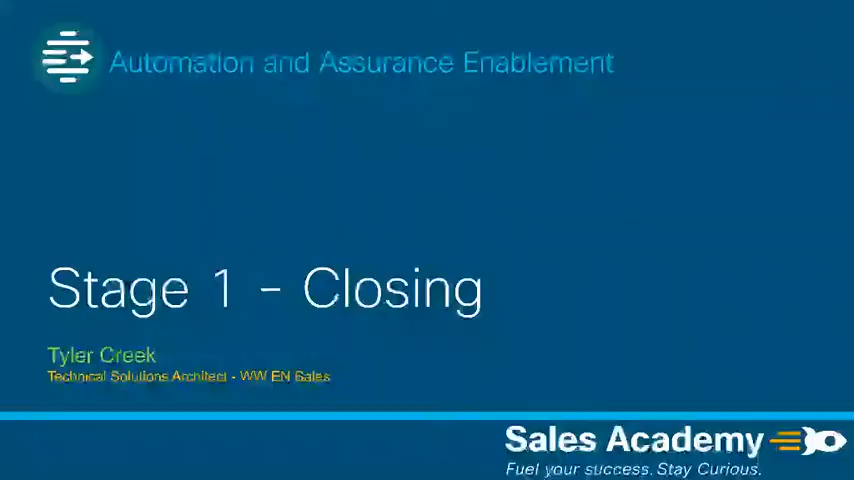 Automation and Assurance Enablement
Stage 1 - Closing
Tyler Creek
Technical Solutions Architect - WW EN Sales
Sales Academy
Fuel your success. Stay Curious.